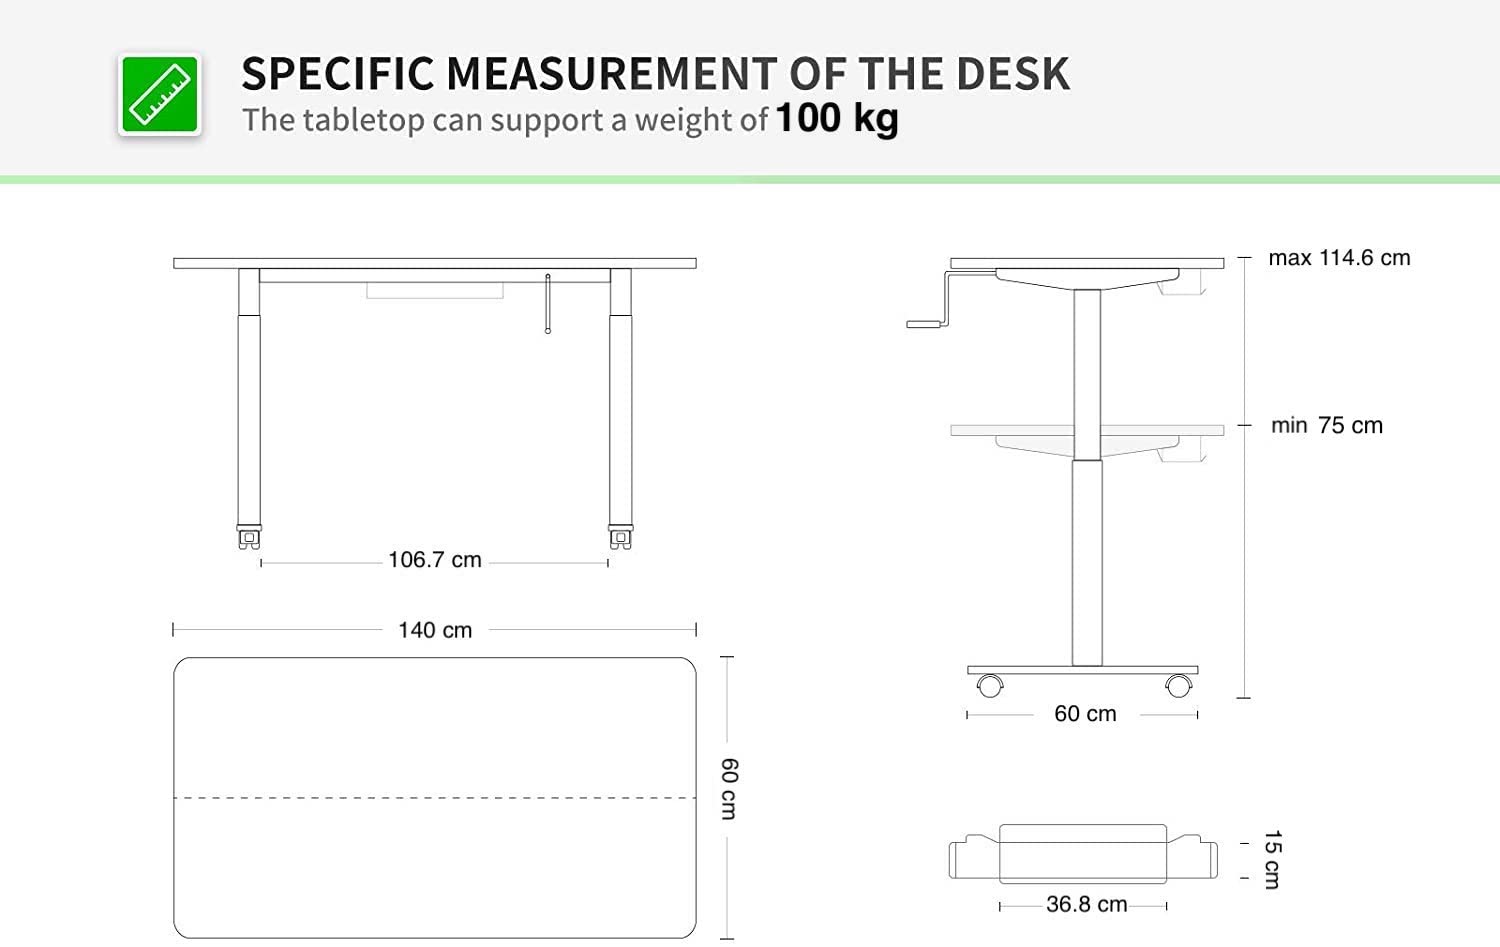 SPECIFIC MEASUREMENT OF THE DESK
The tabletop can support a weight of 100 kg
max 114.6 cm
min 75 cm
106.7 cm
140 cm
60 cm
60 cm
15 cm
36.8 cm